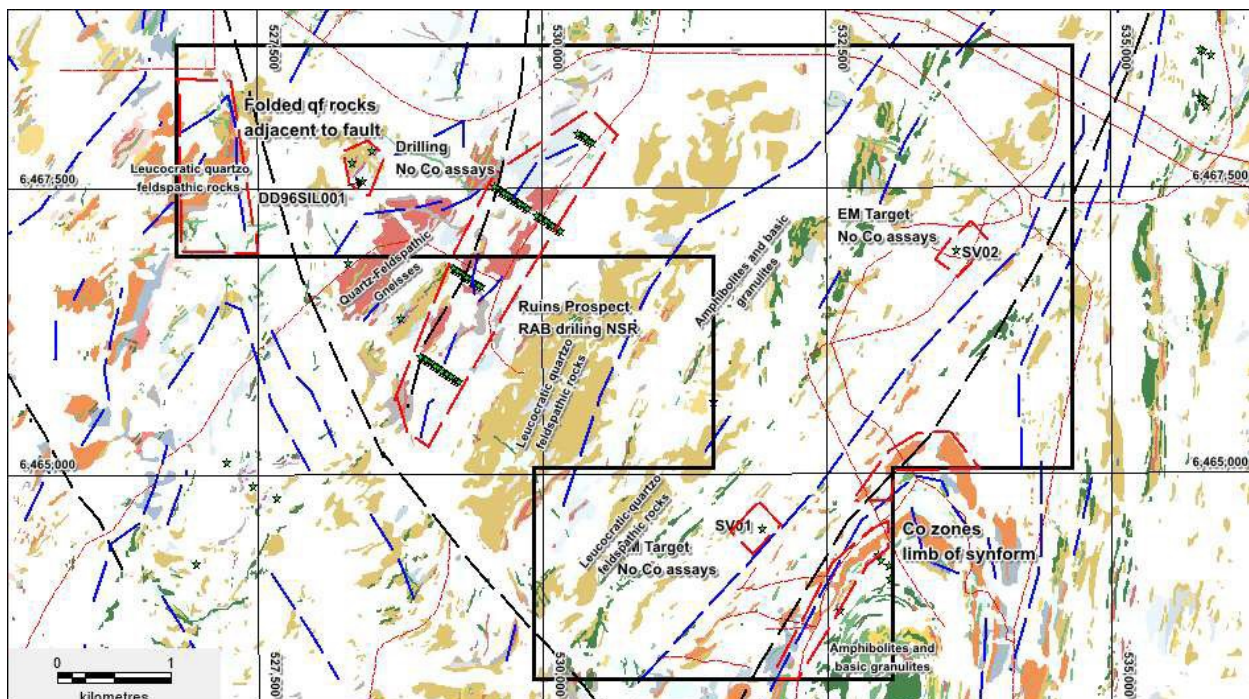 527,500
530,000
532,500
535,000
Folded qf rocks
adjacent to fault
Drilling
No Co assays
Leucocratic quartzo
feldspathic rocks
DD96SIL001
6,467,500
6,467,500
EM Target
No Co assays
SV02
Quartz-Feldspathic
Gneisses
Amphibolites and basic
granulites
Ruins Prospect
RAB driling NSR
Leucocratic quartzo
feldspathic rocks
6,465,000
6,465,000
SV01
Leucocratic quartzo
feldspathic rocks
Target
No Co assays
Co zones
limb of synform
Amphibolites and
basic granulites
0
1
kilometres
527,500
530,000
535,000